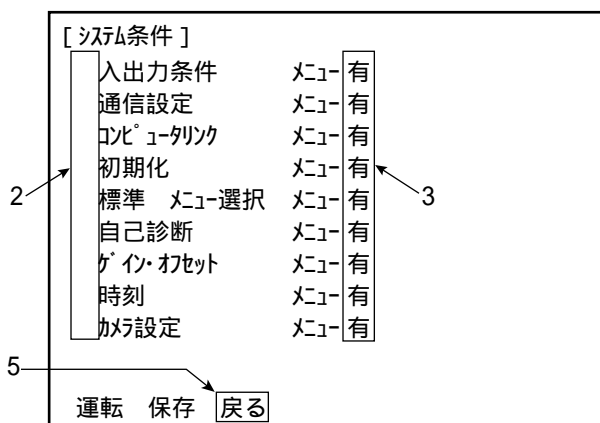 [ ｼｽﾃﾑ条件 ]
入出力条件 ﾒﾆｭｰ 有
通信設定 ﾒﾆｭｰ 有
ｺﾝﾋﾟｭｰﾀﾘﾝｸ ﾒﾆｭｰ 有
初期化 ﾒﾆｭｰ 有
2 標準 ﾒﾆｭｰ選択 ﾒﾆｭｰ 有 3
自己診断 ﾒﾆｭｰ 有
ｹﾞｲﾝ･ｵﾌｾｯﾄ ﾒﾆｭｰ 有
時刻 ﾒﾆｭｰ 有
ｶﾒﾗ設定 ﾒﾆｭｰ 有
5
運転 保存 戻る